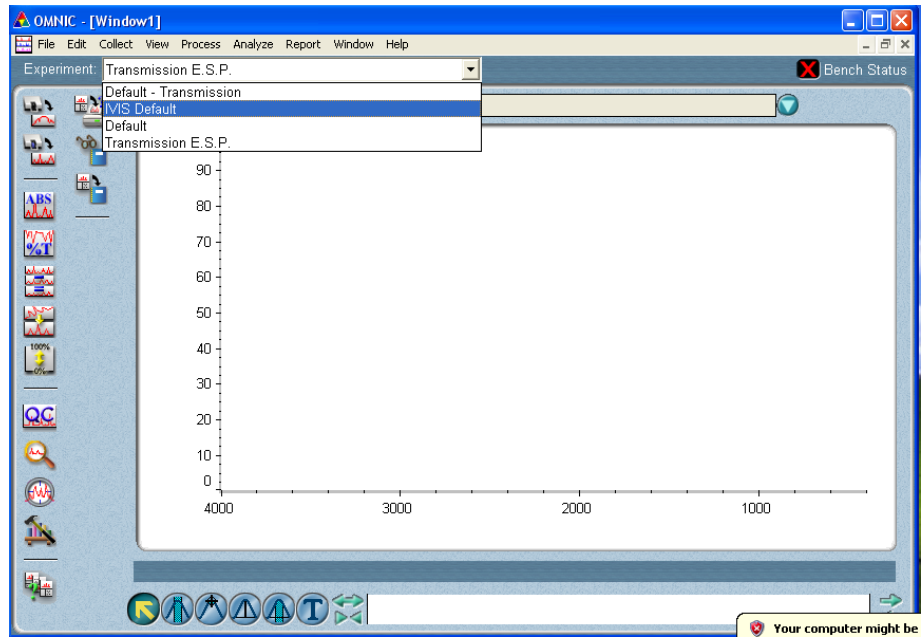 OMNIC - [Window1]
File Edit Collect View Process Analyze Report Window Help
Experiment: Transmission E.S.P.
Bench Status
Default - Transmission
IVIS Default
Default
Transmission E.S.P.
90
80
70
60
50
40
30
20
10
0
4000 3000 2000 1000
ABS
%T
100%
0%
QC
T
Your computer might be